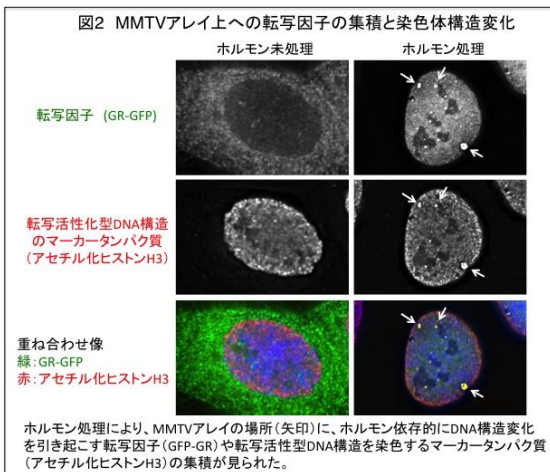 図2 MMTVアレイ上への転写因子の集積と染色体構造変化
ホルモン未処理
ホルモン処理
転写因子 (GR-GFP)
転写活性化型DNA構造
のマーカータンパク質
(アセチル化ヒストンH3)
重ね合わせ像
緑:GR-GFP
赤:アセチル化ヒストンH3
ホルモン処理により、MMTVアレイの場所(矢印)に、ホルモン依存的にDNA構造変化
を引き起こす転写因子(GFP-GR)や転写活性型DNA構造を染色するマーカータンパク質
(アセチル化ヒストンH3)の集積が見られた。